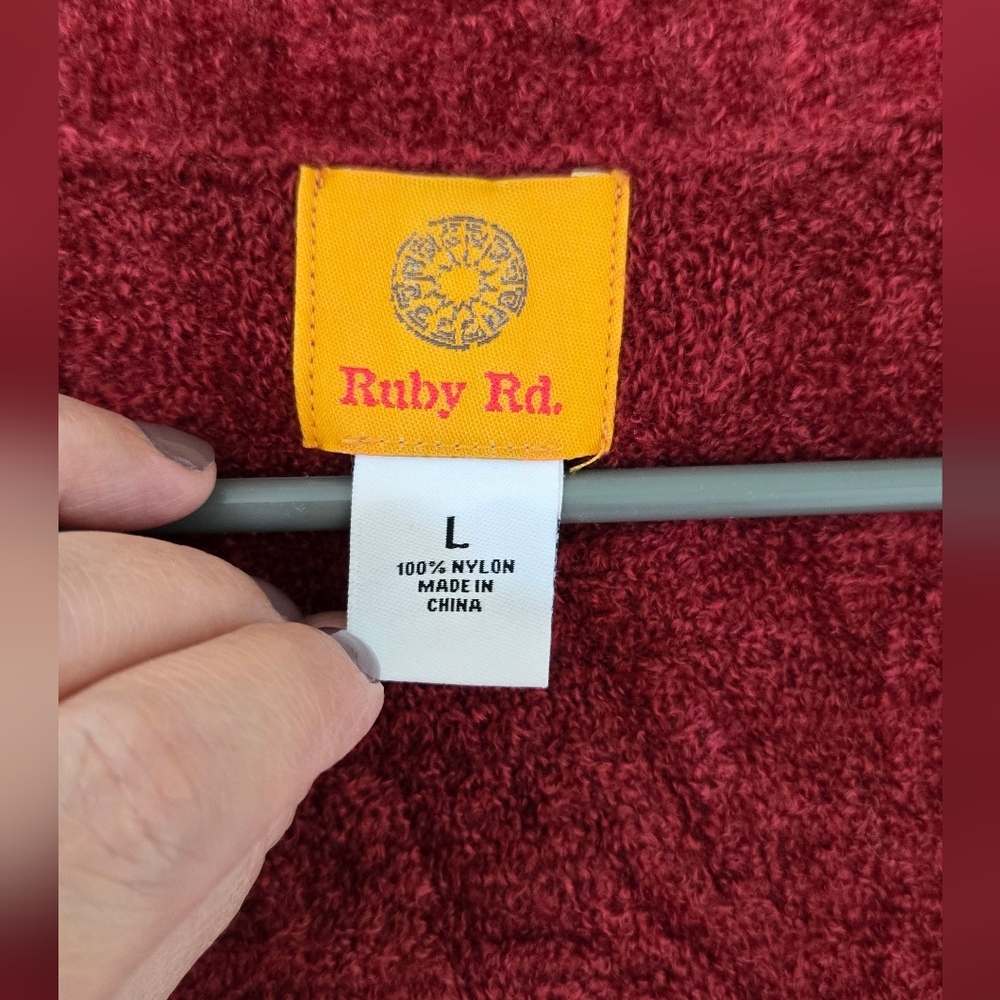 Ruby Rd.
L
100% NYLON
MADE IN
CHINA